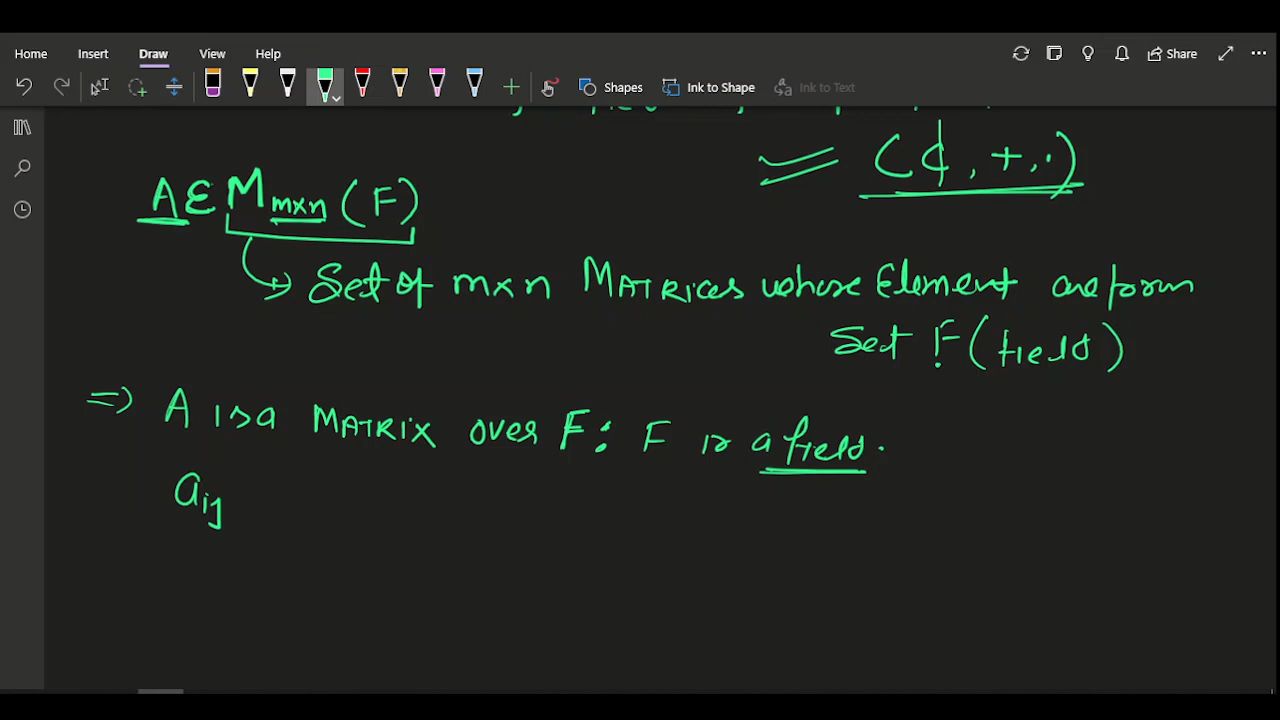 Home Insert Draw View Help Share
Shapes Ink to Shape Ink to Text
(ℂ, +, ·)
A ∈ M m×n (F)
Set of m×n MATRICES whose Element are form
Set F (field)
⇒ A is a MATRIX over F: F is a field.
aij